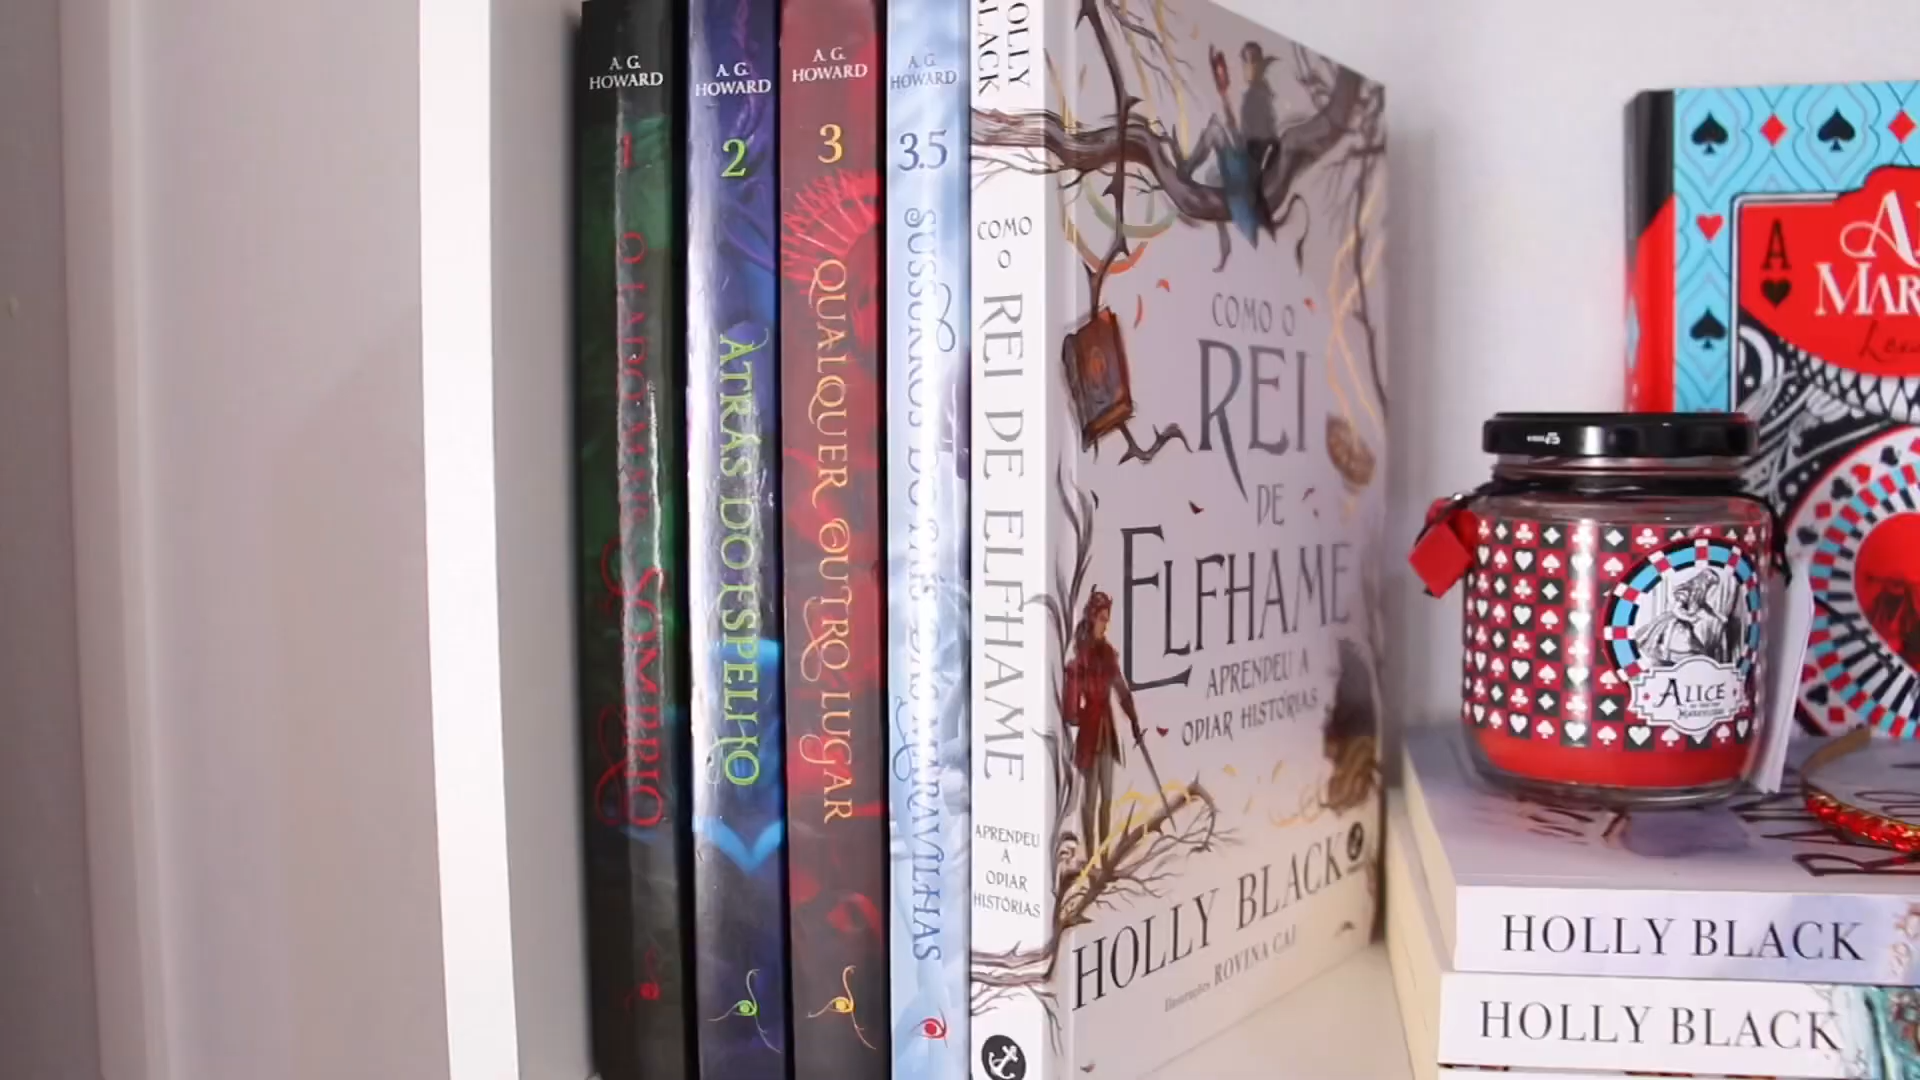 A. G.
HOWARD
1
O LADO MAIS SOMBRIO
A. G.
HOWARD
2
ATRÁS DO ESPELHO
A. G.
HOWARD
3
QUALQUER OUTRO LUGAR
A. G.
HOWARD
3.5
SUSSURROS DO PAÍS DAS MARAVILHAS
HOLLY
BLACK
COMO
O
REI DE ELFHAME
APRENDEU
A
ODIAR
HISTÓRIAS
COMO O
REI
DE
ELFHAME
APRENDEU A
ODIAR HISTÓRIAS
HOLLY BLACK
Ilustrações ROVINA CAI
A
ALICE
HOLLY BLACK
HOLLY BLACK